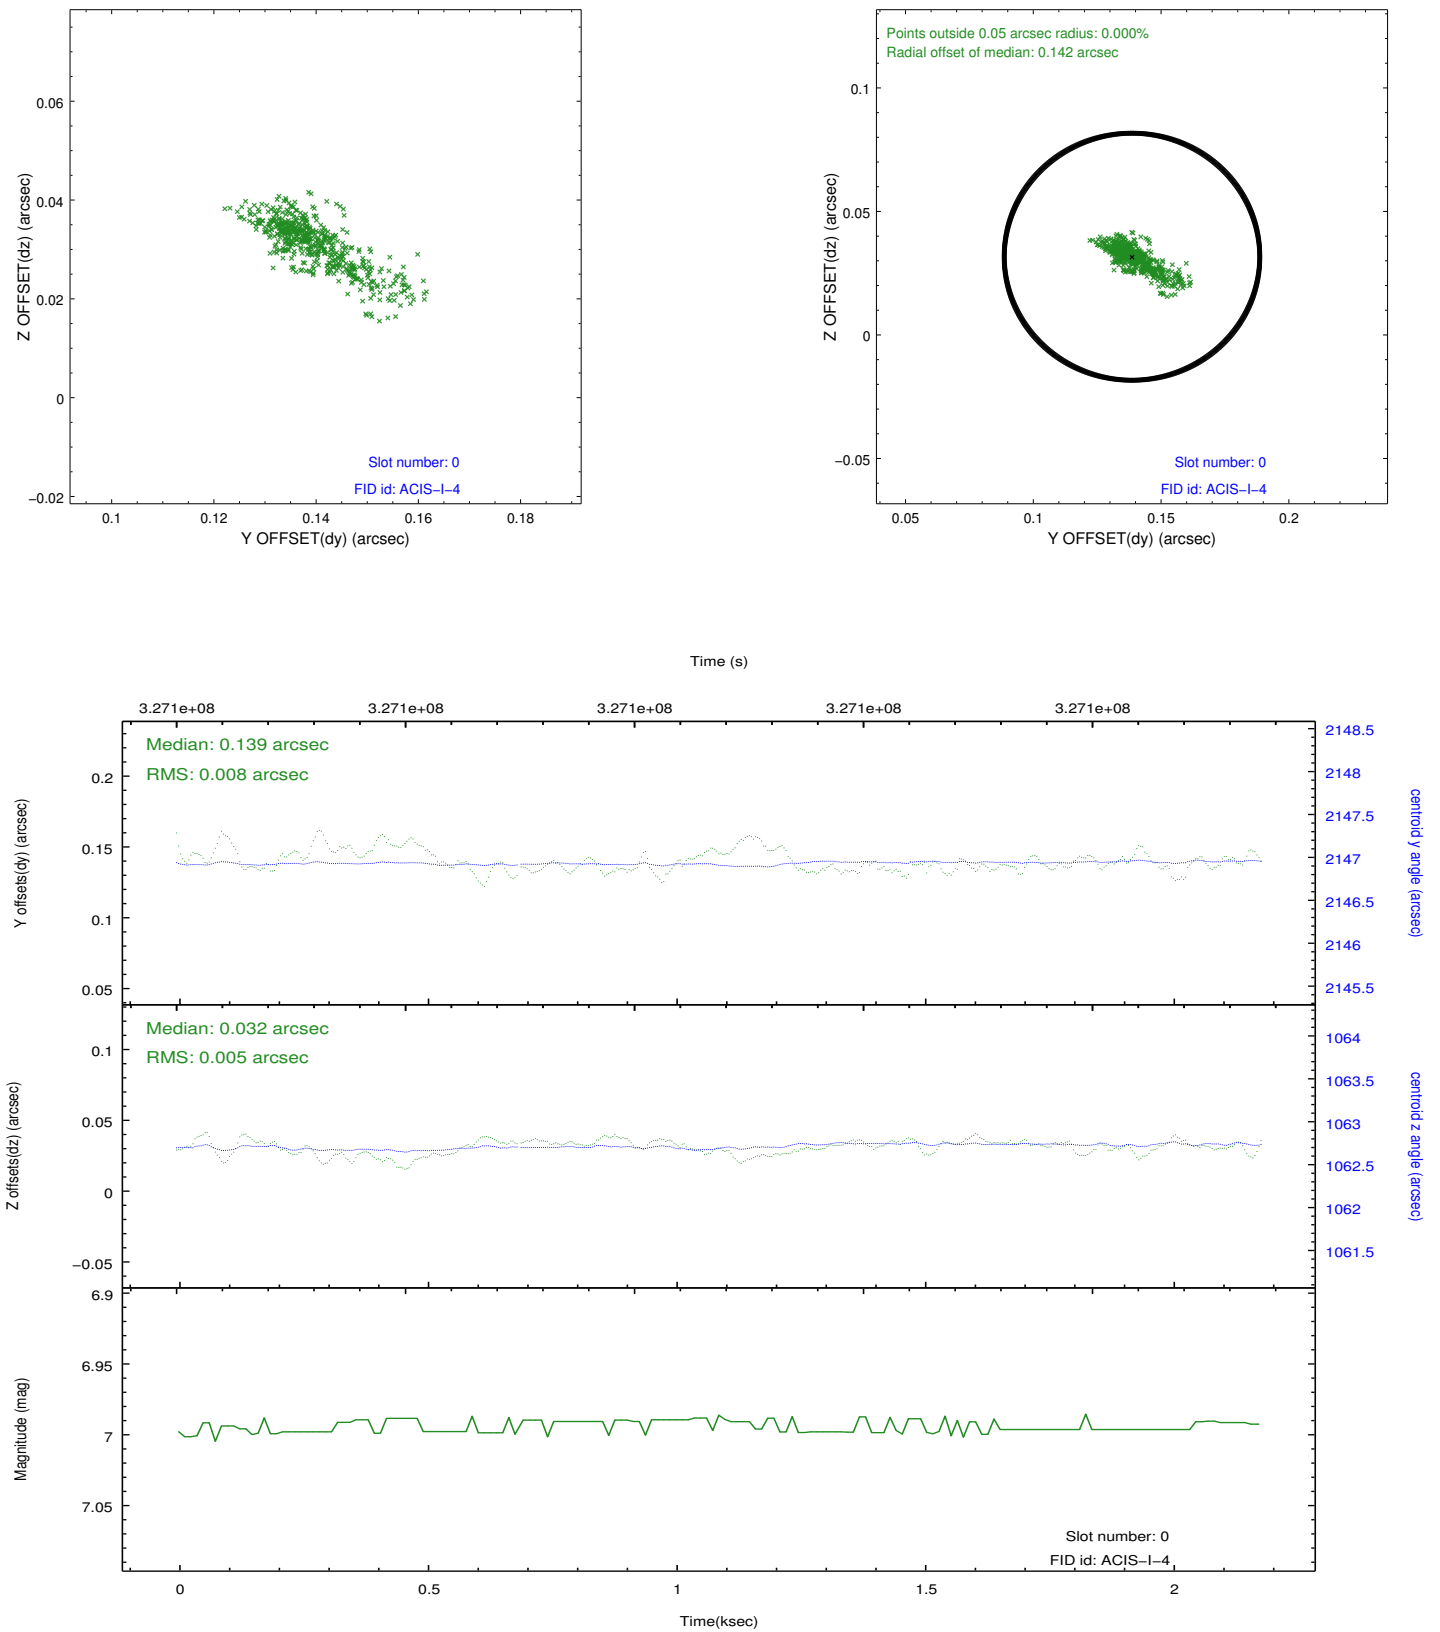 0.06
0.04
0.02
0
−0.02
Z OFFSET(dz) (arcsec)
Slot number: 0
FID id: ACIS−I−4
0.1 0.12 0.14 0.16 0.18
Y OFFSET(dy) (arcsec)
Points outside 0.05 arcsec radius: 0.000%
Radial offset of median: 0.142 arcsec
0.1
0.05
0
−0.05
Z OFFSET(dz) (arcsec)
Slot number: 0
FID id: ACIS−I−4
0.05 0.1 0.15 0.2
Y OFFSET(dy) (arcsec)
Time (s)
3.271e+08 3.271e+08 3.271e+08 3.271e+08 3.271e+08
Median: 0.139 arcsec
RMS: 0.008 arcsec
0.2
0.15
0.1
0.05
Y offsets(dy) (arcsec)
2148.5
2148
2147.5
2147
2146.5
2146
2145.5
centroid y angle (arcsec)
Median: 0.032 arcsec
RMS: 0.005 arcsec
0.1
0.05
0
−0.05
Z offsets(dz) (arcsec)
1064
1063.5
1063
1062.5
1062
1061.5
centroid z angle (arcsec)
6.9
6.95
7
7.05
Magnitude (mag)
Slot number: 0
FID id: ACIS−I−4
0 0.5 1 1.5 2
Time(ksec)